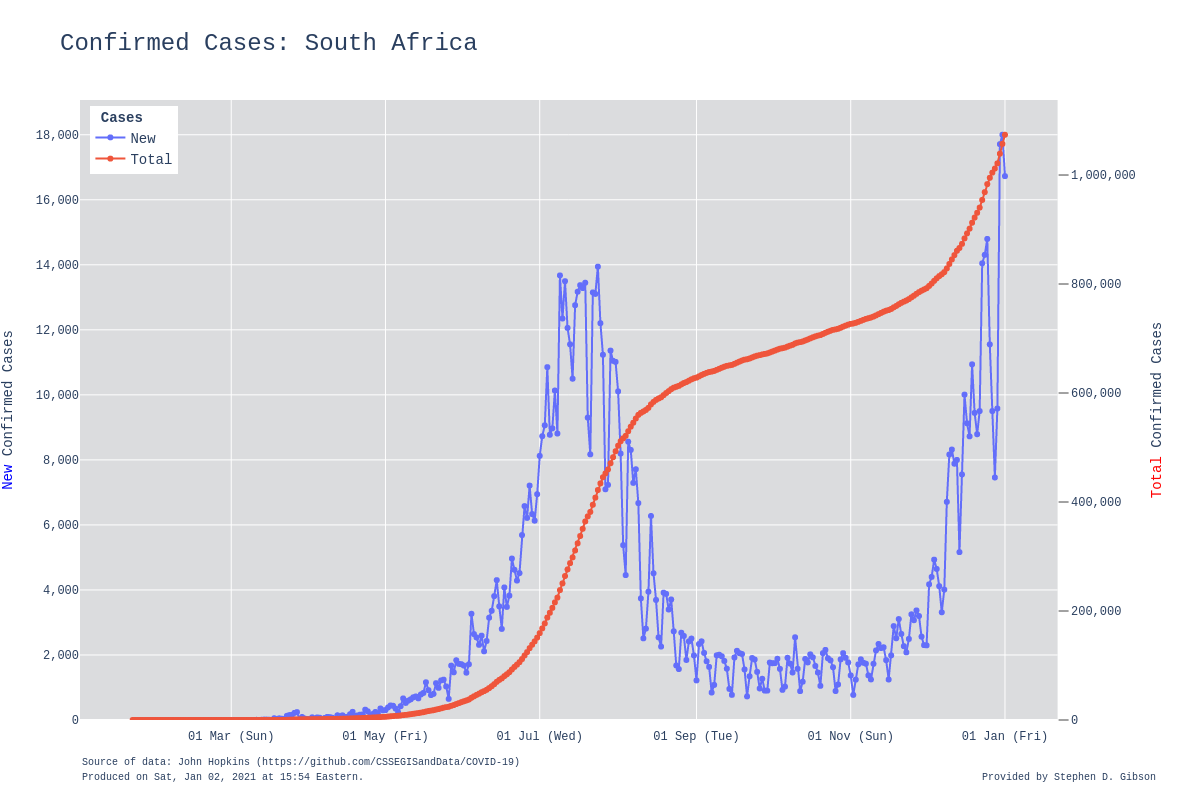 Confirmed Cases: South Africa
Cases
New
Total
18,000
16,000
14,000
12,000
10,000
8,000
6,000
4,000
2,000
0
New Confirmed Cases
1,000,000
800,000
600,000
400,000
200,000
0
Total Confirmed Cases
01 Mar (Sun)
01 May (Fri)
01 Jul (Wed)
01 Sep (Tue)
01 Nov (Sun)
01 Jan (Fri)
Source of data: John Hopkins (https://github.com/CSSEGISandData/COVID-19)
Produced on Sat, Jan 02, 2021 at 15:54 Eastern.
Provided by Stephen D. Gibson